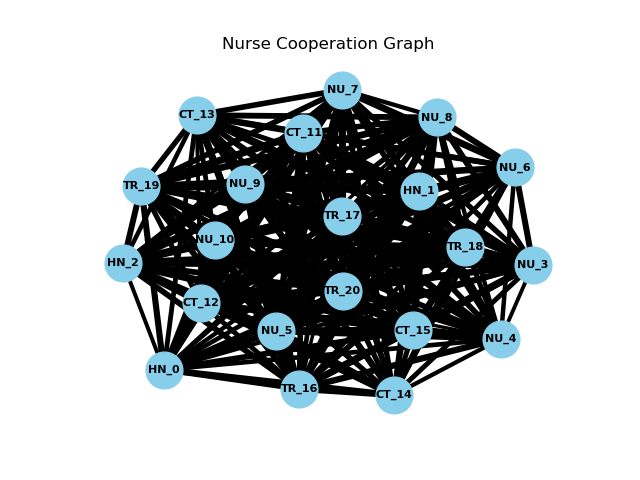 Nurse Cooperation Graph
NU_7
CT_13
NU_8
CT_11
NU_6
TR_19
NU_9
HN_1
TR_17
NU_10
TR_18
HN_2
NU_3
TR_20
CT_12
NU_5
CT_15
NU_4
HN_0
TR_16
CT_14